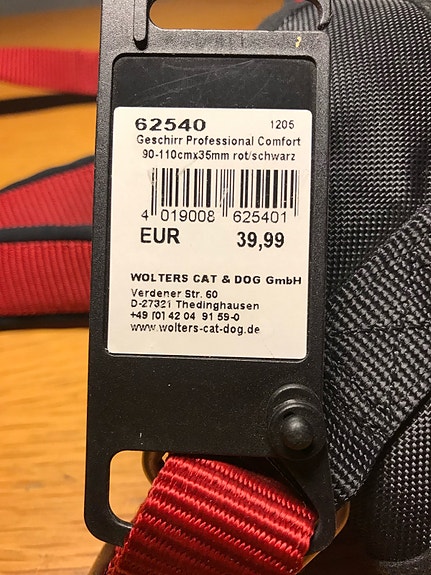 62540 1205
Geschirr Professional Comfort
90-110cmx35mm rot/schwarz
4 019008 625401
EUR 39,99
WOLTERS CAT & DOG GmbH
Verdener Str. 60
D-27321 Thedinghausen
+49 (0) 42 04 91 59-0
www.wolters-cat-dog.de